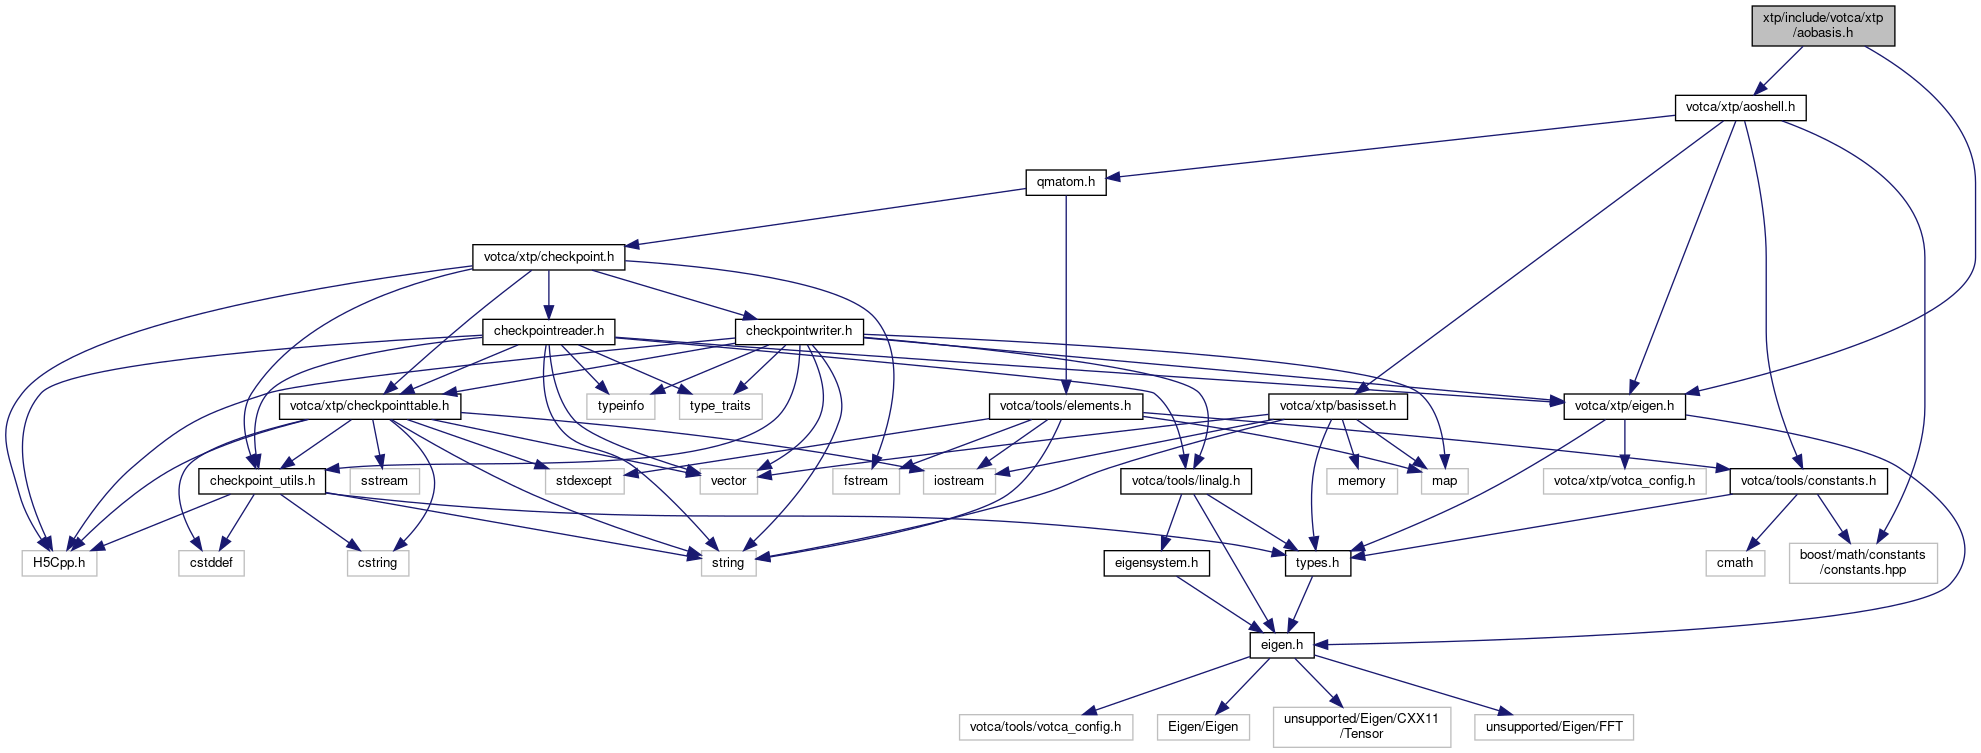 xtp/include/votca/xtp
/aobasis.h
votca/xtp/aoshell.h
qmatom.h
votca/xtp/checkpoint.h
checkpointreader.h
checkpointwriter.h
votca/xtp/checkpointtable.h
typeinfo
type_traits
votca/tools/elements.h
votca/xtp/basisset.h
votca/xtp/eigen.h
checkpoint_utils.h
sstream
stdexcept
vector
fstream
iostream
votca/tools/linalg.h
memory
map
votca/xtp/votca_config.h
votca/tools/constants.h
H5Cpp.h
cstddef
cstring
string
eigensystem.h
types.h
cmath
boost/math/constants
/constants.hpp
eigen.h
votca/tools/votca_config.h
Eigen/Eigen
unsupported/Eigen/CXX11
/Tensor
unsupported/Eigen/FFT